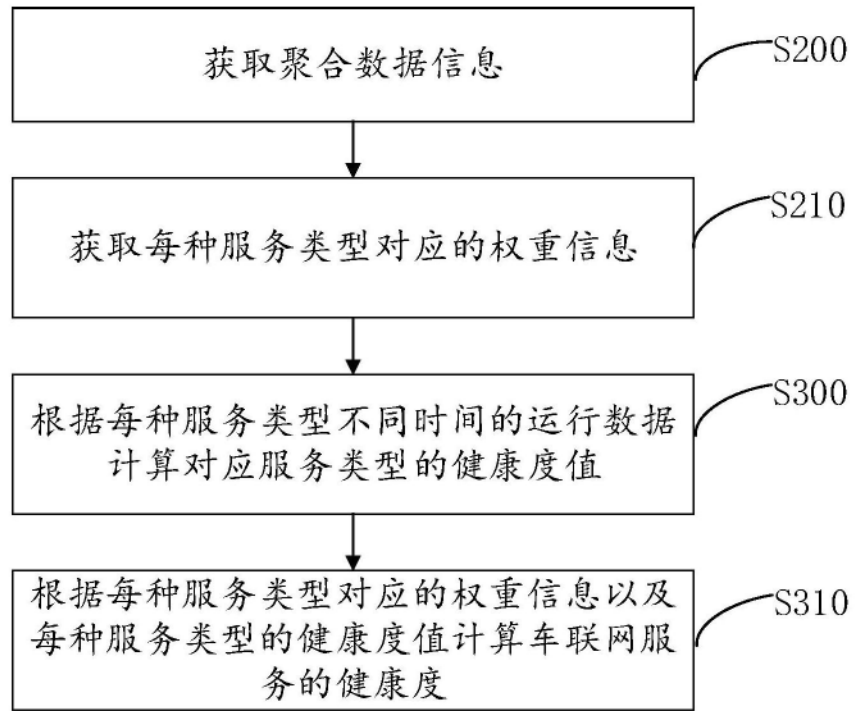 获取聚合数据信息
S200
获取每种服务类型对应的权重信息
S210
根据每种服务类型不同时间的运行数据
计算对应服务类型的健康度值
S300
根据每种服务类型对应的权重信息以及
每种服务类型的健康度值计算车联网服
务的健康度
S310